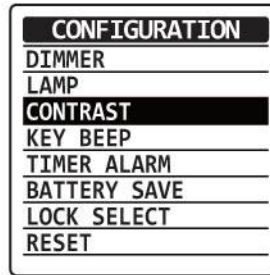 CONFIGURATION
DIMMER
LAMP
CONTRAST
KEY BEEP
TIMER ALARM
BATTERY SAVE
LOCK SELECT
RESET